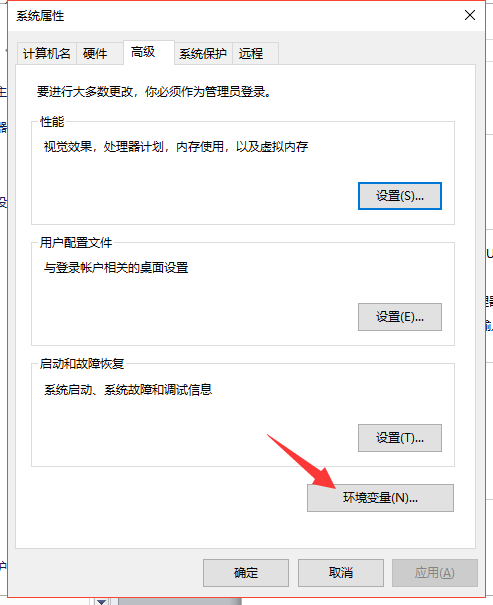 系统属性
计算机名 硬件 高级 系统保护 远程
要进行大多数更改，你必须作为管理员登录。
性能
视觉效果，处理器计划，内存使用，以及虚拟内存
设置(S)...
用户配置文件
与登录帐户相关的桌面设置
设置(E)...
启动和故障恢复
系统启动、系统故障和调试信息
设置(T)...
环境变量(N)...
确定 取消 应用(A)